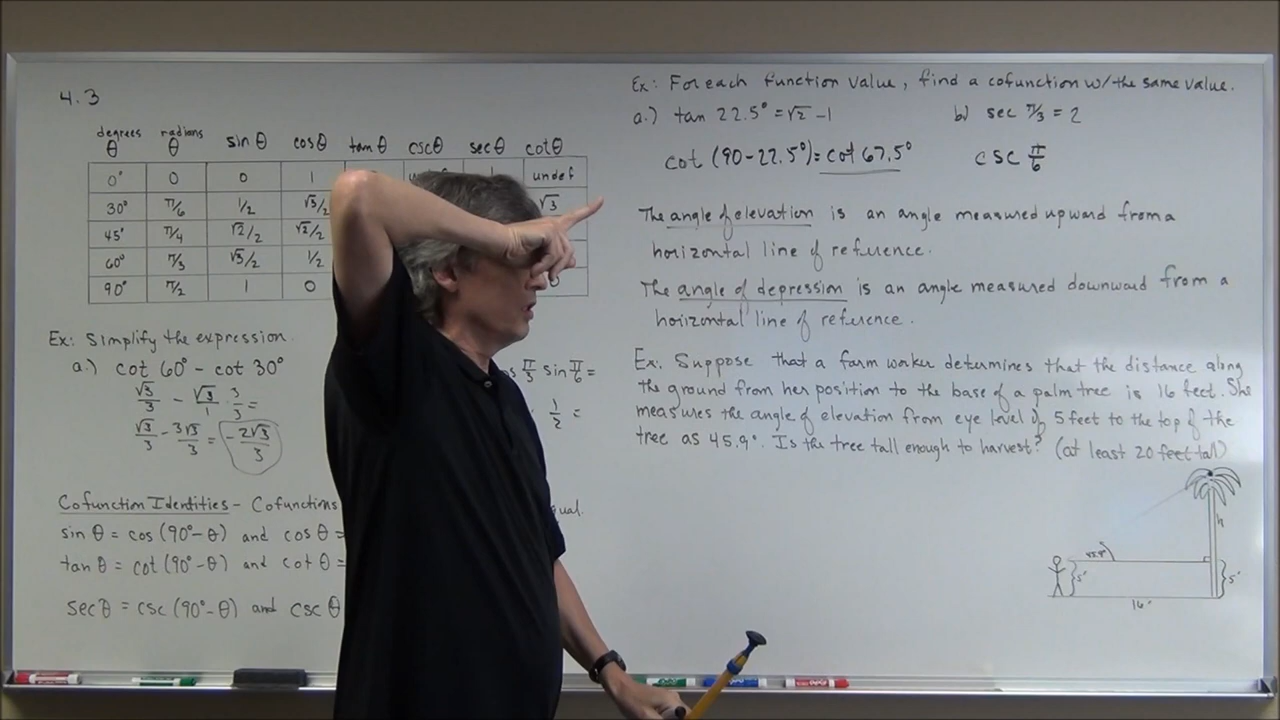 4.3
degrees radians
θ θ sin θ cos θ tan θ csc θ sec θ cot θ
0° 0 0 1 1 undef
30° π/6 1/2 √3/2 √3
45° π/4 √2/2 √2/2
60° π/3 √3/2 1/2
90° π/2 1 0 0
Ex: Simplify the expression.
a.) cot 60° - cot 30°
√3/3 - √3/1 · 3/3 =
√3/3 - 3√3/3 = -2√3/3
π/3 sin π/6 =
1/2 =
Cofunction Identities - Cofunctions
sin θ = cos (90° - θ) and cos θ =
tan θ = cot (90° - θ) and cot θ =
sec θ = csc (90° - θ) and csc θ
Ex: For each function value, find a cofunction w/ the same value.
a.) tan 22.5° = √2 - 1 b) sec π/3 = 2
cot (90 - 22.5°) = cot 67.5° csc π/6
The angle of elevation is an angle measured upward from a
horizontal line of reference.
The angle of depression is an angle measured downward from a
horizontal line of reference.
Ex: Suppose that a farm worker determines that the distance along
the ground from her position to the base of a palm tree is 16 feet. She
measures the angle of elevation from eye level of 5 feet to the top of the
tree as 45.9°. Is the tree tall enough to harvest? (at least 20 feet tall)
h
45.9°
5' 5'
16'